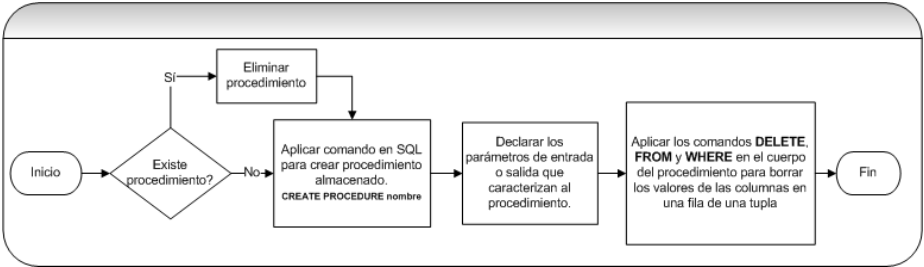 Inicio
Existe
procedimiento?
Sí
Eliminar
procedimiento
No
Aplicar comando en SQL
para crear procedimiento
almacenado.
CREATE PROCEDURE nombre
Declarar los
parámetros de entrada
o salida que
caracterizan al
procedimiento.
Aplicar los comandos DELETE,
FROM y WHERE en el cuerpo
del procedimiento para borrar
los valores de las columnas en
una fila de una tupla
Fin